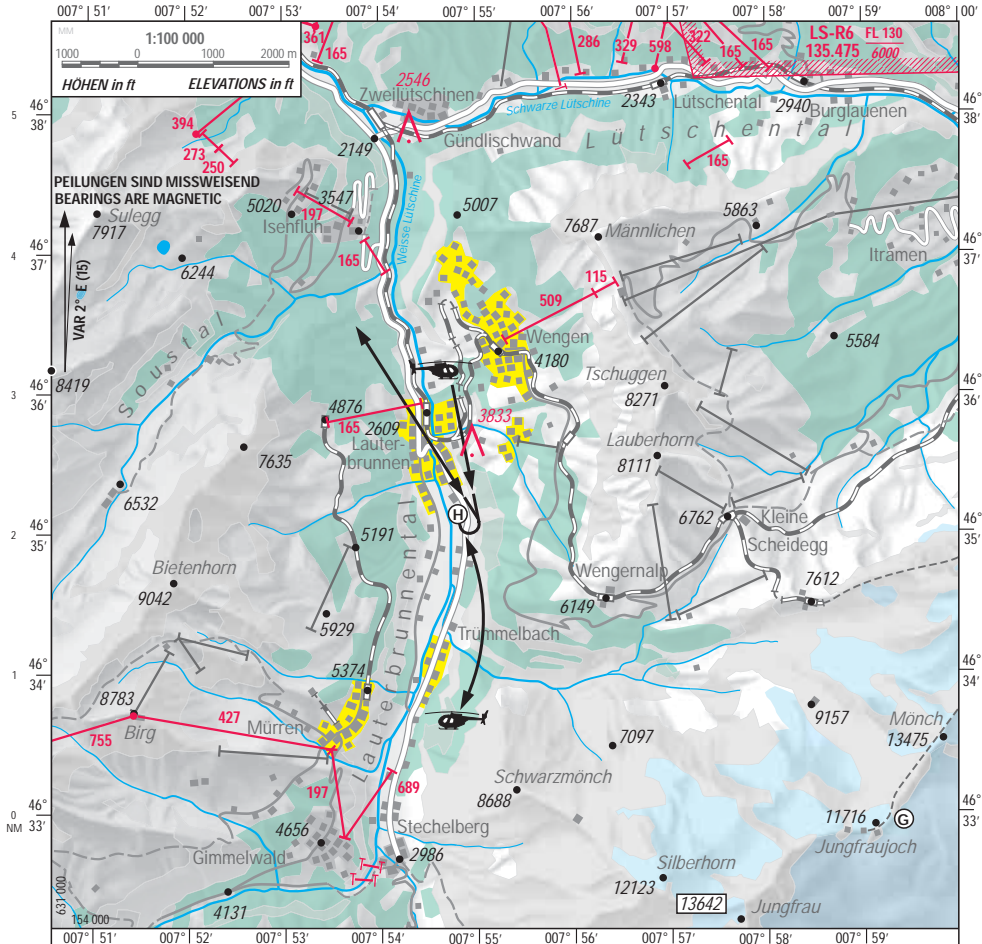 007°51' 007°52' 007°53' 007°54' 007°55' 007°56' 007°57' 007°58' 007°59' 008°00'
MM
1:100 000
1000 0 1000 2000 m
HÖHEN in ft ELEVATIONS in ft
361
165
286
329
598
322
165
165
LS-R6 FL 130
135.475 6000
2546
Zweilütschinen
Schwarze Lütschine
2343
Lütschental
2940
Burglauenen
Gündlischwand
Lütschental
5
46°
38'
46°
38'
394
273
250
2149
165
PEILUNGEN SIND MISSWEISEND
BEARINGS ARE MAGNETIC
Sulegg
7917
5020
3547
197
Isenfluh
Weisse Lütschine
5007
7687
Männlichen
5863
Itramen
4
46°
37'
46°
37'
6244
165
VAR 2° E (15)
115
509
Soustal
Wengen
4180
5584
8419
Tschuggen
8271
3
46°
36'
46°
36'
4876
165
2609
3833
Lauter-
brunnen
7635
Lauberhorn
8111
6532
H
6762
Kleine
Scheidegg
2
46°
35'
46°
35'
5191
Bietenhorn
9042
Wengernalp
6149
7612
5929
Lauterbrunnental
Trümmelbach
1
46°
34'
46°
34'
5374
8783
Birg
427
755
Mürren
9157
Mönch
13475
7097
197
689
Schwarzmönch
8688
11716
G
Jungfraujoch
0
NM
46°
33'
46°
33'
4656
Stechelberg
Gimmelwald
2986
Silberhorn
12123
4131
13642
Jungfrau
631 000
154 000
007°51' 007°52' 007°53' 007°54' 007°55' 007°56' 007°57' 007°58' 007°59' 008°00'